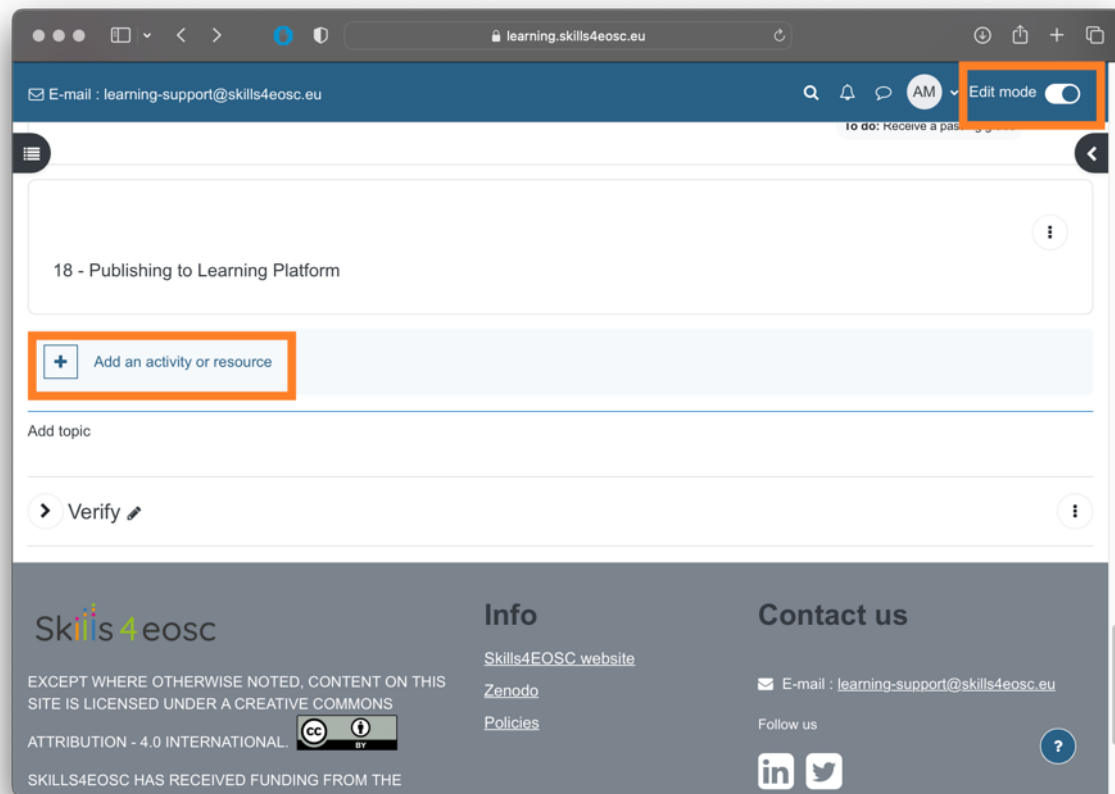 learning.skills4eosc.eu
E-mail : learning-support@skills4eosc.eu
AM
Edit mode
To do: Receive a
18 - Publishing to Learning Platform
+ Add an activity or resource
Add topic
Verify
Skills4eosc
EXCEPT WHERE OTHERWISE NOTED, CONTENT ON THIS
SITE IS LICENSED UNDER A CREATIVE COMMONS
ATTRIBUTION - 4.0 INTERNATIONAL.
cc
BY
SKILLS4EOSC HAS RECEIVED FUNDING FROM THE
Info
Skills4EOSC website
Zenodo
Policies
Contact us
E-mail : learning-support@skills4eosc.eu
Follow us
in
?